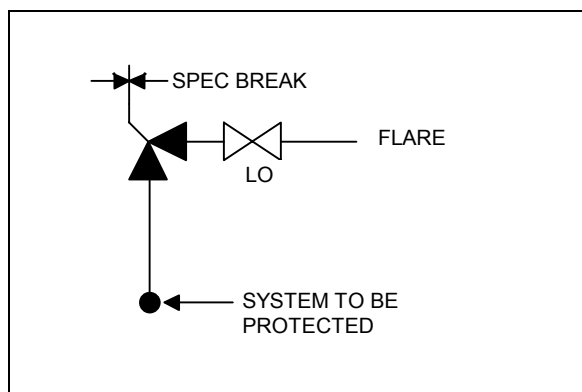 SPEC BREAK
FLARE
LO
SYSTEM TO BE
PROTECTED